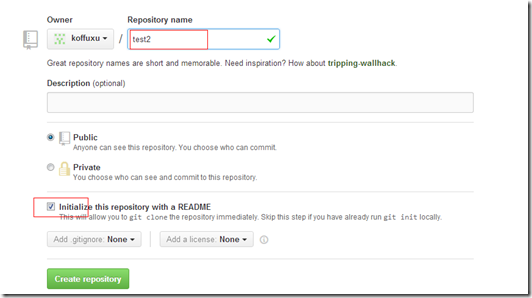 Owner Repository name
koffuxu / test2
Great repository names are short and memorable. Need inspiration? How about tripping-wallhack.
Description (optional)
Public
Anyone can see this repository. You choose who can commit.
Private
You choose who can see and commit to this repository.
Initialize this repository with a README
This will allow you to git clone the repository immediately. Skip this step if you have already run git init locally.
Add .gitignore: None Add a license: None
Create repository